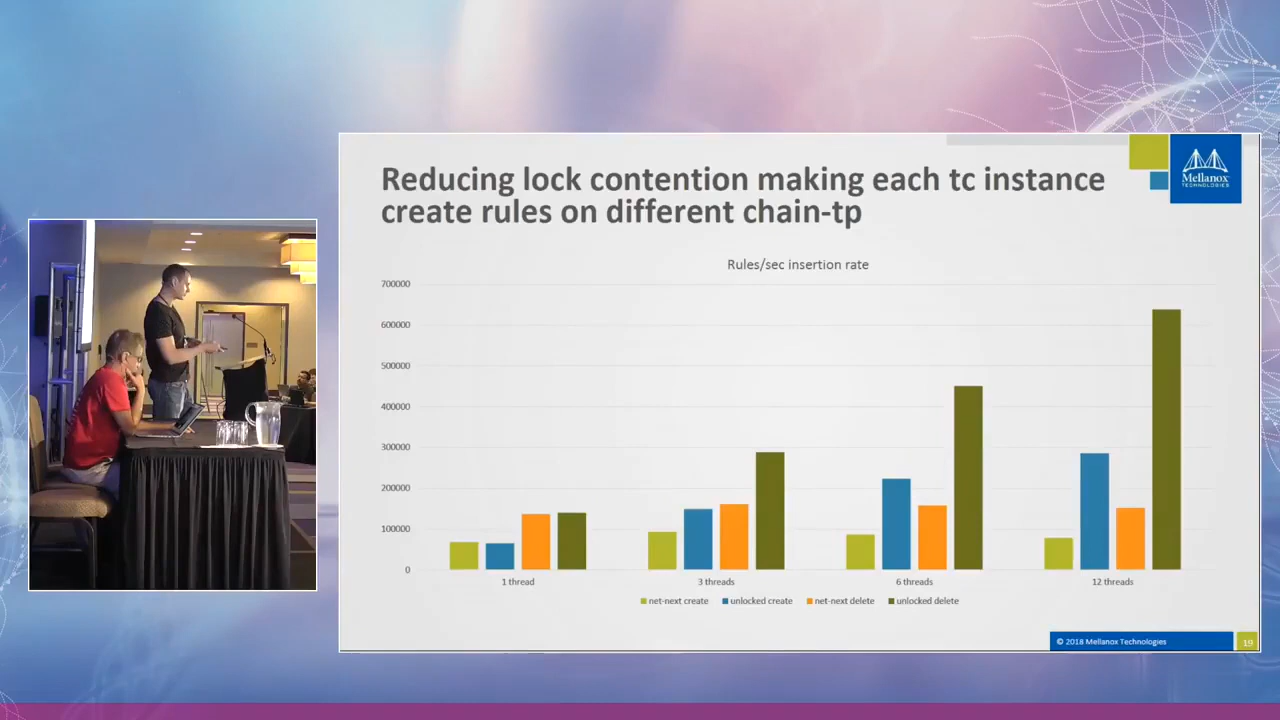 Reducing lock contention making each tc instance
create rules on different chain-tp
Mellanox
TECHNOLOGIES
Rules/sec insertion rate
700000
600000
500000
400000
300000
200000
100000
0
1 thread
3 threads
6 threads
12 threads
net-next create
unlocked create
net-next delete
unlocked delete
© 2018 Mellanox Technologies
19